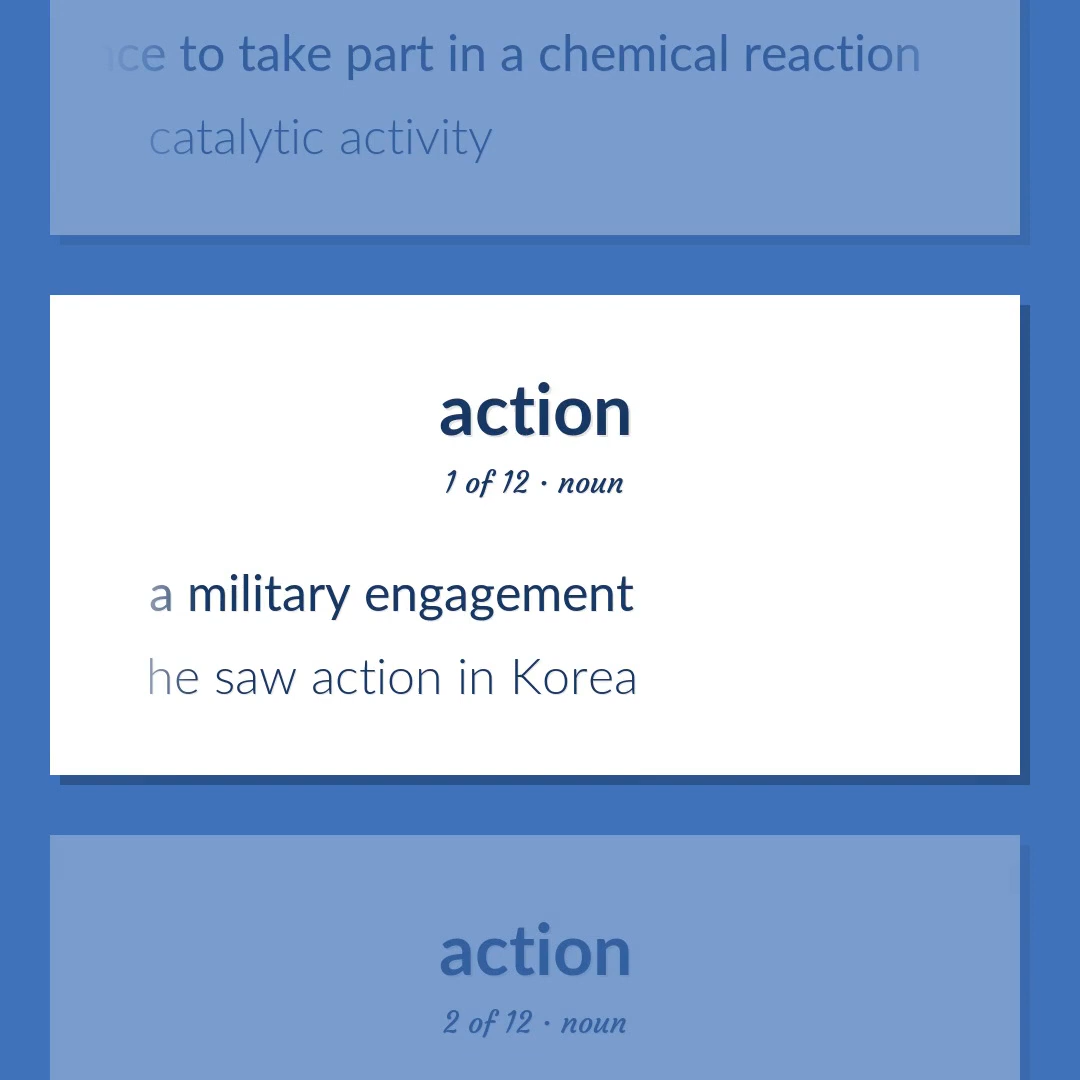 to take part in a chemical reaction
catalytic activity
action
1 of 12 · noun
a military engagement
he saw action in Korea
action
2 of 12 · noun